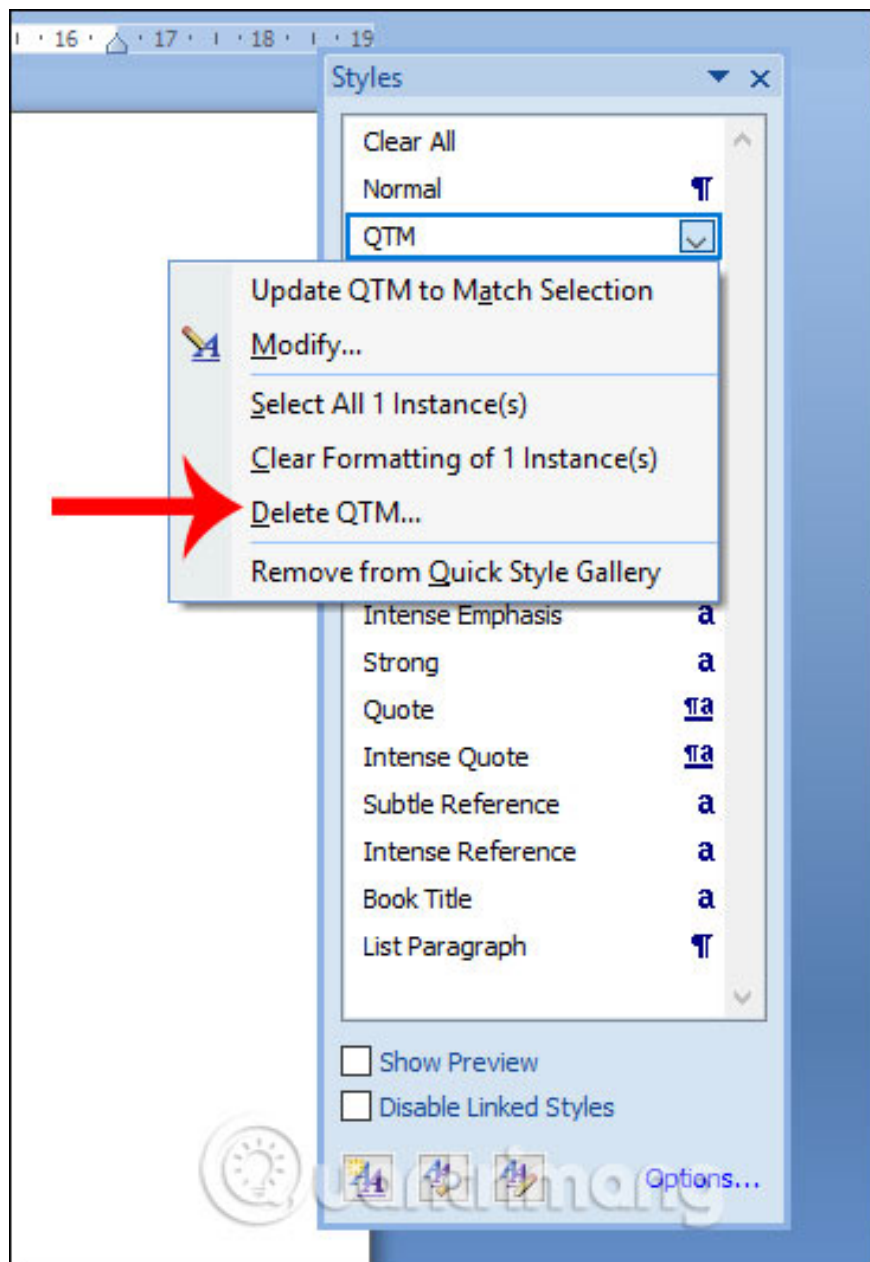 16 17 18 19
Styles
Clear All
Normal ¶
QTM
Update QTM to Match Selection
Modify...
Select All 1 Instance(s)
Clear Formatting of 1 Instance(s)
Delete QTM...
Remove from Quick Style Gallery
Intense Emphasis a
Strong a
Quote ¶a
Intense Quote ¶a
Subtle Reference a
Intense Reference a
Book Title a
List Paragraph ¶
Show Preview
Disable Linked Styles
Options...
Quantrimang